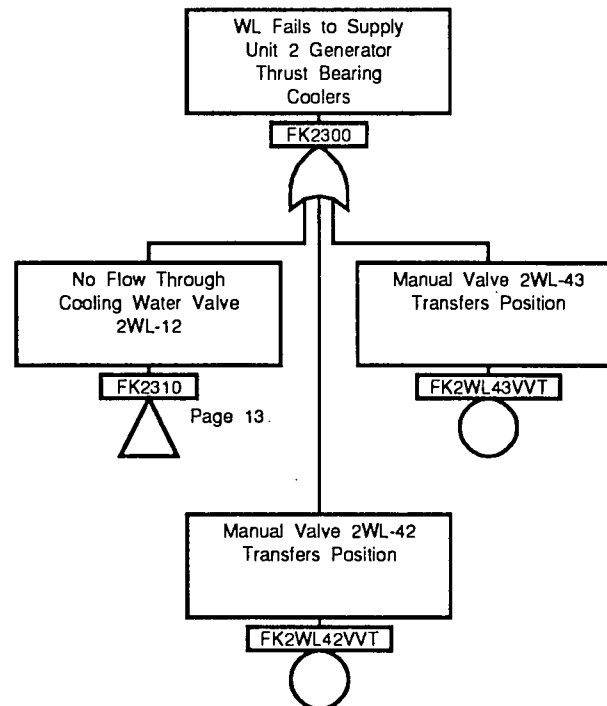 WL Fails to Supply
Unit 2 Generator
Thrust Bearing
Coolers
FK2300
No Flow Through
Cooling Water Valve
2WL-12
FK2310
Page 13
Manual Valve 2WL-43
Transfers Position
FK2WL43VVT
Manual Valve 2WL-42
Transfers Position
FK2WL42VVT